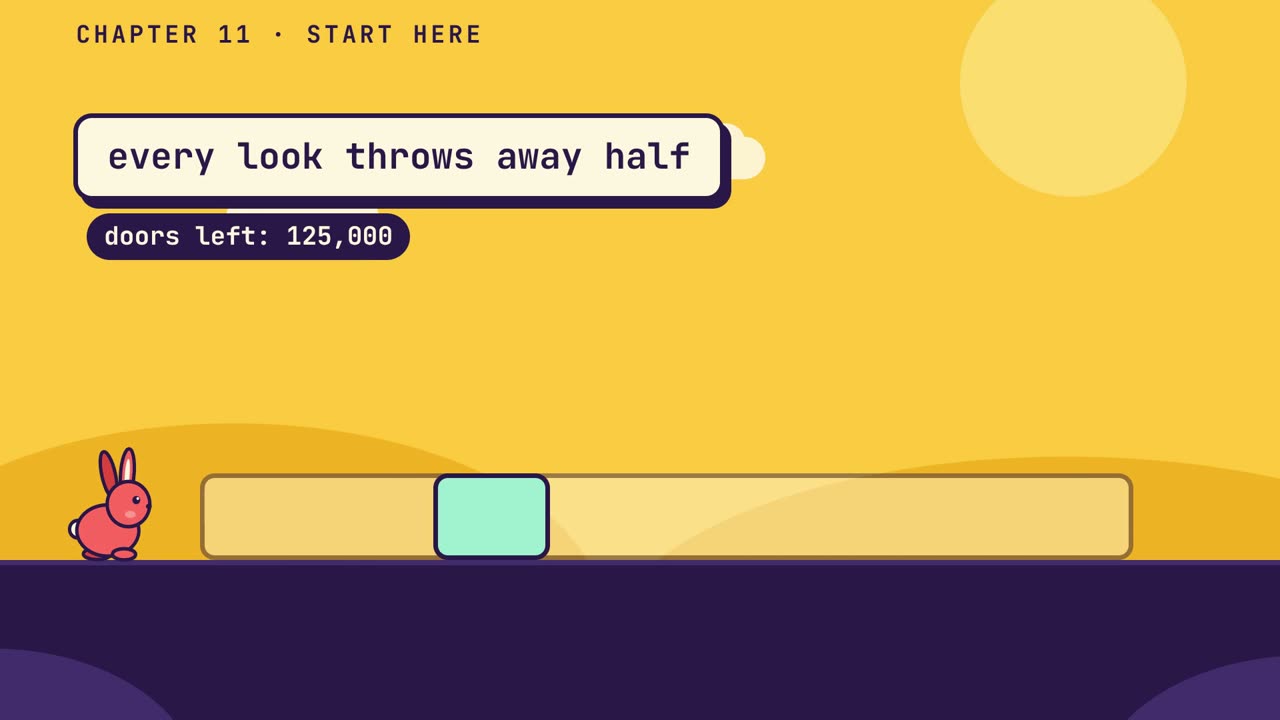 CHAPTER 11 · START HERE
every look throws away half
doors left: 125,000